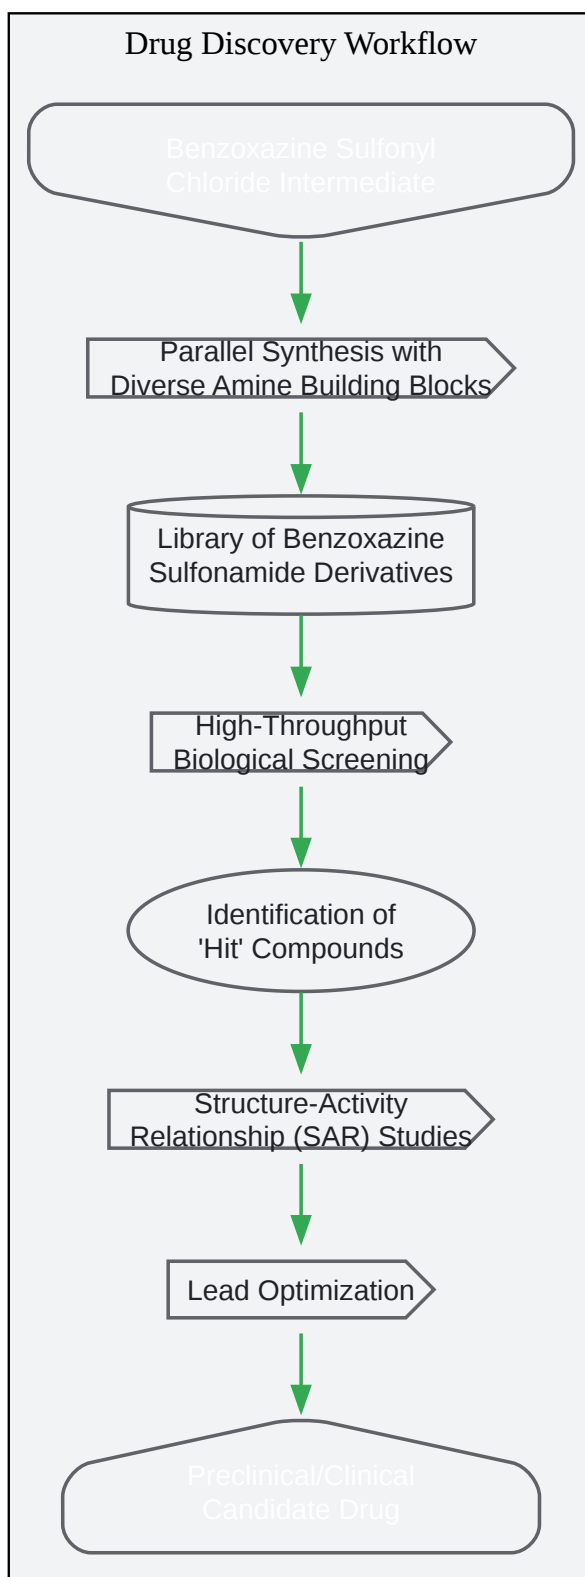 Drug Discovery Workflow
Benzoxazine Sulfonyl
Chloride Intermediate
Parallel Synthesis with
Diverse Amine Building Blocks
Library of Benzoxazine
Sulfonamide Derivatives
High-Throughput
Biological Screening
Identification of
'Hit' Compounds
Structure-Activity
Relationship (SAR) Studies
Lead Optimization
Preclinical/Clinical
Candidate Drug